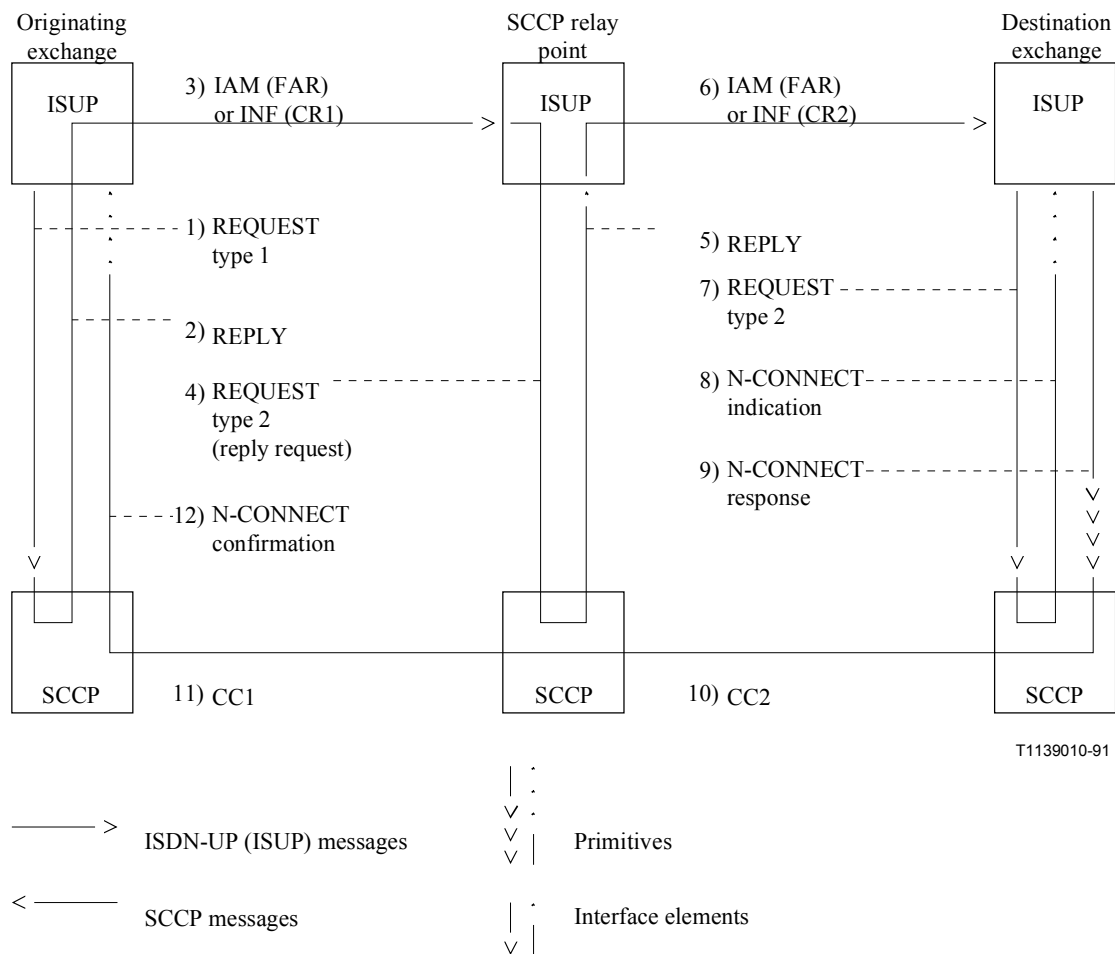 Originating
exchange
SCCP relay
point
Destination
exchange
ISUP
3) IAM (FAR)
or INF (CR1)
ISUP
6) IAM (FAR)
or INF (CR2)
ISUP
1) REQUEST
type 1
5) REPLY
7) REQUEST
type 2
2) REPLY
4) REQUEST
type 2
(reply request)
8) N-CONNECT
indication
9) N-CONNECT
response
12) N-CONNECT
confirmation
SCCP
11) CC1
SCCP
10) CC2
SCCP
T1139010-91
ISDN-UP (ISUP) messages
Primitives
SCCP messages
Interface elements